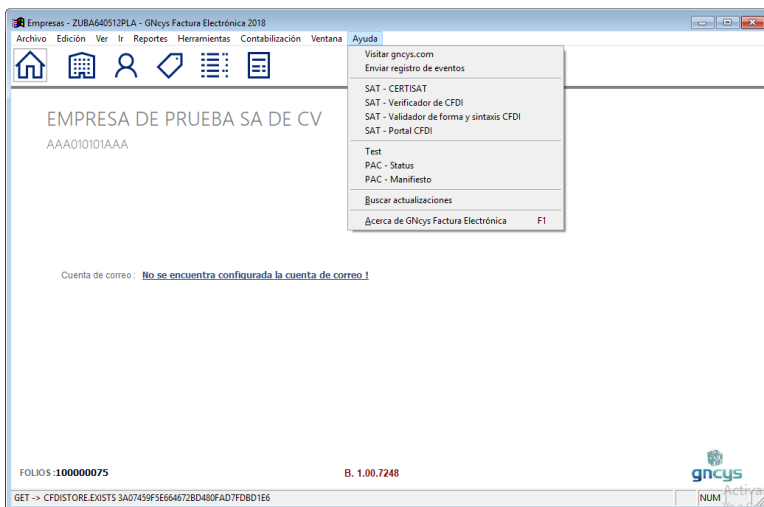 Empresas - ZUBA640512PLA - GNcys Factura Electrónica 2018
Archivo Edición Ver Ir Reportes Herramientas Contabilización Ventana Ayuda
Visitar gncys.com
Enviar registro de eventos
SAT - CERTISAT
SAT - Verificador de CFDI
SAT - Validador de forma y sintaxis CFDI
SAT - Portal CFDI
Test
PAC - Status
PAC - Manifiesto
Buscar actualizaciones
Acerca de GNcys Factura Electrónica F1
EMPRESA DE PRUEBA SA DE CV
AAA010101AAA
Cuenta de correo : No se encuentra configurada la cuenta de correo !
FOLIOS :100000075 B. 1.00.7248
gncys
GET -> CFDISTORE.EXISTS 3A07459F5E664672BD480FAD7FDBD1E6 NUM